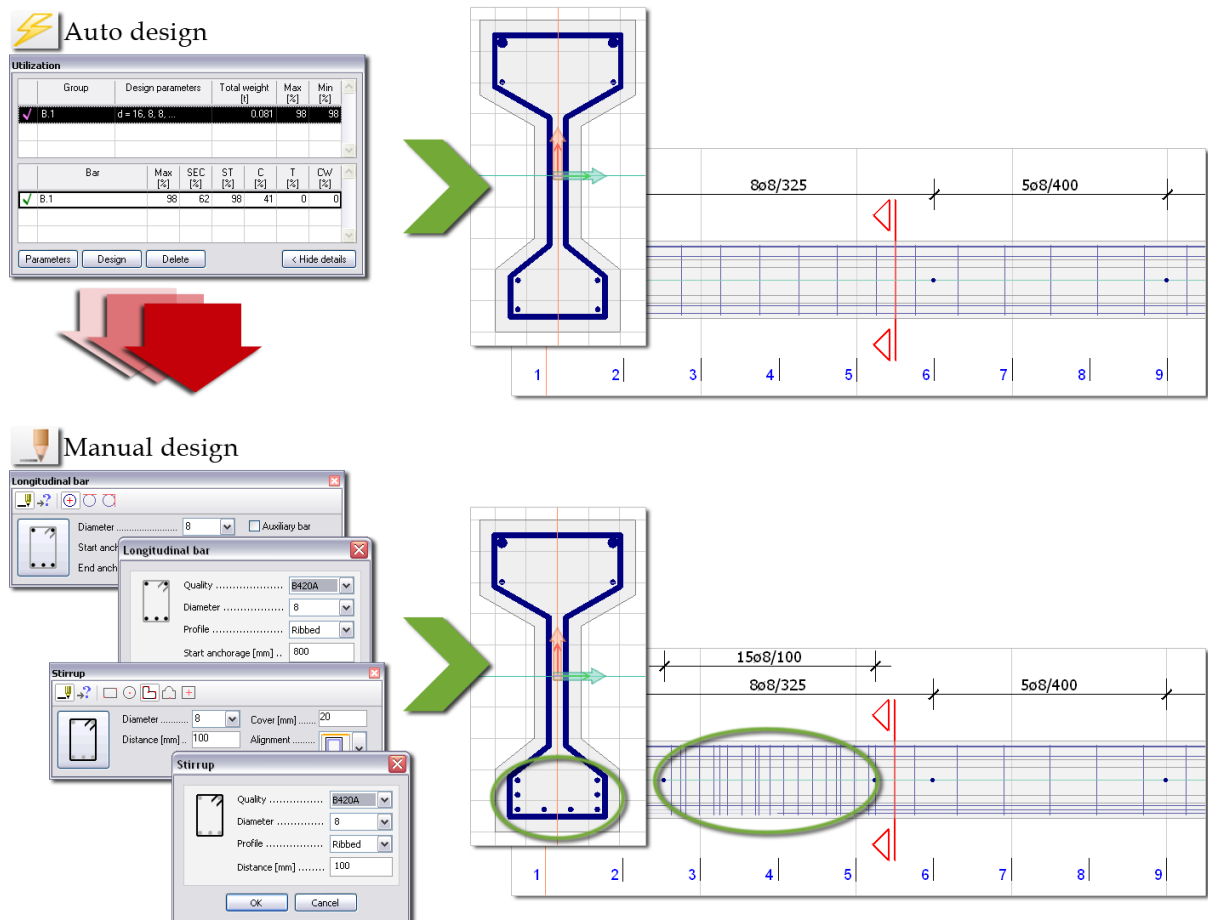 Auto design
Utilization
Group Design parameters Total weight [t] Max [%] Min [%]
B.1 d = 16, 8, 8, ... 0.081 98 98
Bar Max [%] SEC [%] ST [%] C [%] T [%] CW [%]
B.1 98 62 98 41 0 0
Parameters Design Delete < Hide details
8ø8/325 5ø8/400
1 2 3 4 5 6 7 8 9
Manual design
Longitudinal bar
Diameter ........................ 8 Auxiliary bar
Start anch
End anch
Longitudinal bar
Quality ..................... B420A
Diameter ................... 8
Profile ...................... Ribbed
Start anchorage [mm] .. 800
Stirrup
Diameter .......... 8 Cover [mm] ...... 20
Distance [mm] .. 100 Alignment ........
Stirrup
Quality ................ B420A
Diameter .............. 8
Profile ................. Ribbed
Distance [mm] ........ 100
OK Cancel
15ø8/100
8ø8/325 5ø8/400
1 2 3 4 5 6 7 8 9